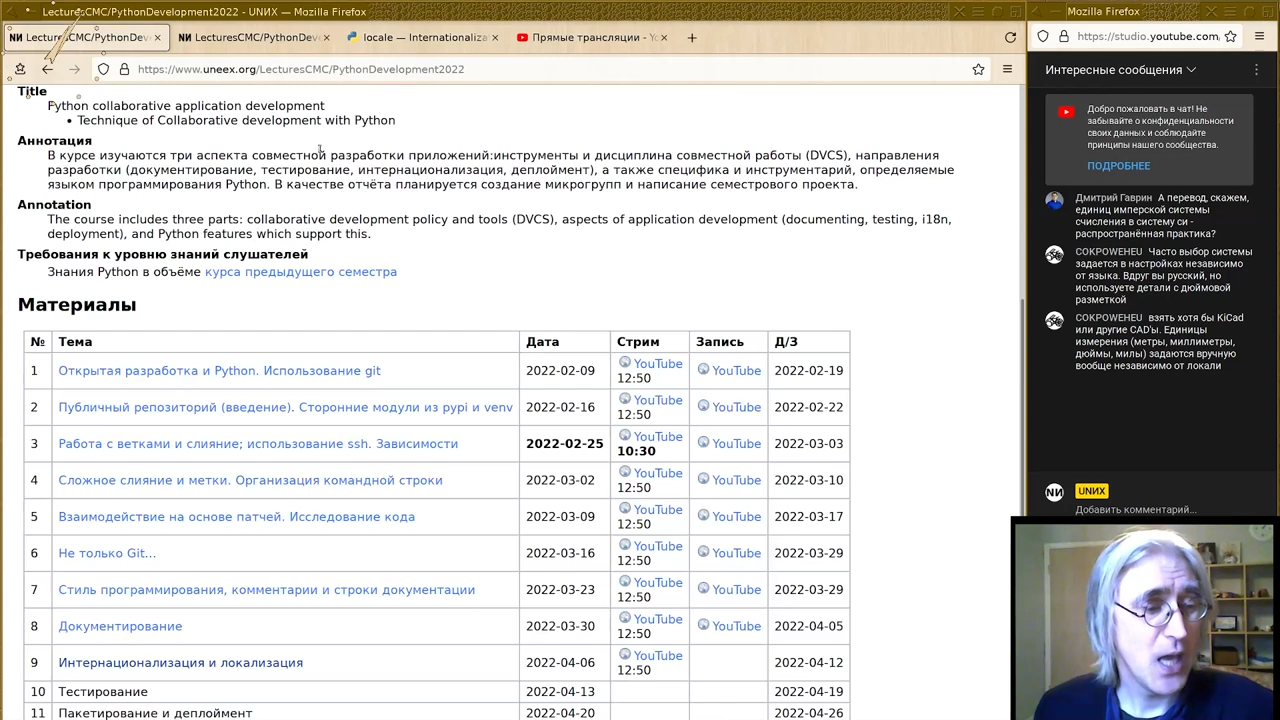 LecturesCMC/PythonDevelopment2022 - UNИX — Mozilla Firefox
Mozilla Firefox
LecturesCMC/PythonDev
LecturesCMC/PythonDeve
locale — Internationaliza
Прямые трансляции - Yo
https://www.uneex.org/LecturesCMC/PythonDevelopment2022
https://studio.youtube.com
Title
Python collaborative application development
• Technique of Collaborative development with Python
Аннотация
В курсе изучаются три аспекта совместной разработки приложений:инструменты и дисциплина совместной работы (DVCS), направления
разработки (документирование, тестирование, интернационализация, деплоймент), а также специфика и инструментарий, определяемые
языком программирования Python. В качестве отчёта планируется создание микрогрупп и написание семестрового проекта.
Annotation
The course includes three parts: collaborative development policy and tools (DVCS), aspects of application development (documenting, testing, i18n,
deployment), and Python features which support this.
Требования к уровню знаний слушателей
Знания Python в объёме курса предыдущего семестра
Материалы
№ Тема Дата Стрим Запись Д/З
1 Открытая разработка и Python. Использование git 2022-02-09 YouTube 12:50 YouTube 2022-02-19
2 Публичный репозиторий (введение). Сторонние модули из pypi и venv 2022-02-16 YouTube 12:50 YouTube 2022-02-22
3 Работа с ветками и слияние; использование ssh. Зависимости 2022-02-25 YouTube 10:30 YouTube 2022-03-03
4 Сложное слияние и метки. Организация командной строки 2022-03-02 YouTube 12:50 YouTube 2022-03-10
5 Взаимодействие на основе патчей. Исследование кода 2022-03-09 YouTube 12:50 YouTube 2022-03-17
6 Не только Git... 2022-03-16 YouTube 12:50 YouTube 2022-03-29
7 Стиль программирования, комментарии и строки документации 2022-03-23 YouTube 12:50 YouTube 2022-03-29
8 Документирование 2022-03-30 YouTube 12:50 YouTube 2022-04-05
9 Интернационализация и локализация 2022-04-06 YouTube 12:50 2022-04-12
10 Тестирование 2022-04-13 2022-04-19
11 Пакетирование и деплоймент 2022-04-20 2022-04-26
Интересные сообщения
Добро пожаловать в чат! Не
забывайте о конфиденциальности
своих данных и соблюдайте
принципы нашего сообщества.
ПОДРОБНЕЕ
Дмитрий Гаврин А перевод, скажем,
единиц имперской системы
счисления в систему си -
распространённая практика?
COKPOWEHEU Часто выбор системы
задается в настройках независимо
от языка. Вдруг вы русский, но
используете детали с дюймовой
разметкой
COKPOWEHEU взять хотя бы KiCad
или другие CAD'ы. Единицы
измерения (метры, миллиметры,
дюймы, милы) задаются вручную
вообще независимо от локали
UNИX
Добавить комментарий...